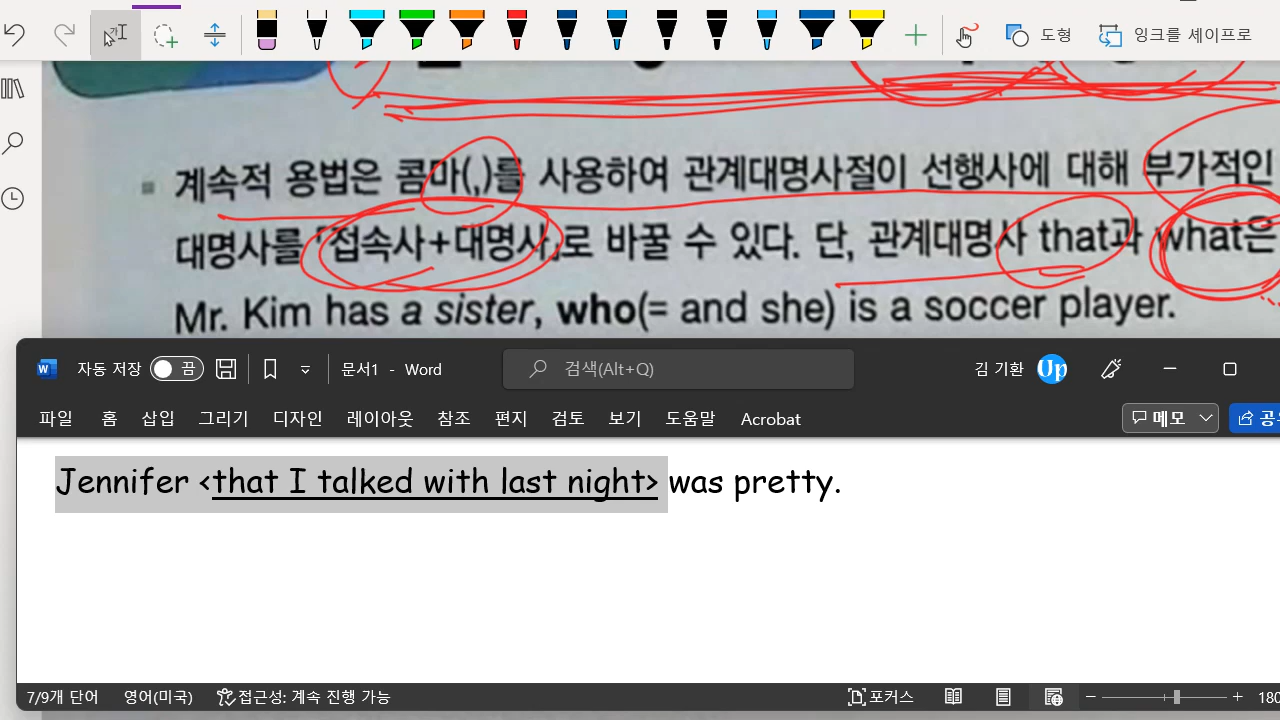 도형
잉크를 셰이프로
계속적 용법은 콤마(,)를 사용하여 관계대명사절이 선행사에 대해 부가적인
대명사를 「접속사+대명사」로 바꿀 수 있다. 단, 관계대명사 that과 what은
Mr. Kim has a sister, who(= and she) is a soccer player.
자동 저장 끔 문서1 - Word 검색(Alt+Q) 김 기환 Up
파일 홈 삽입 그리기 디자인 레이아웃 참조 편지 검토 보기 도움말 Acrobat 메모
Jennifer <that I talked with last night> was pretty.
7/9개 단어 영어(미국) 접근성: 계속 진행 가능 포커스 180